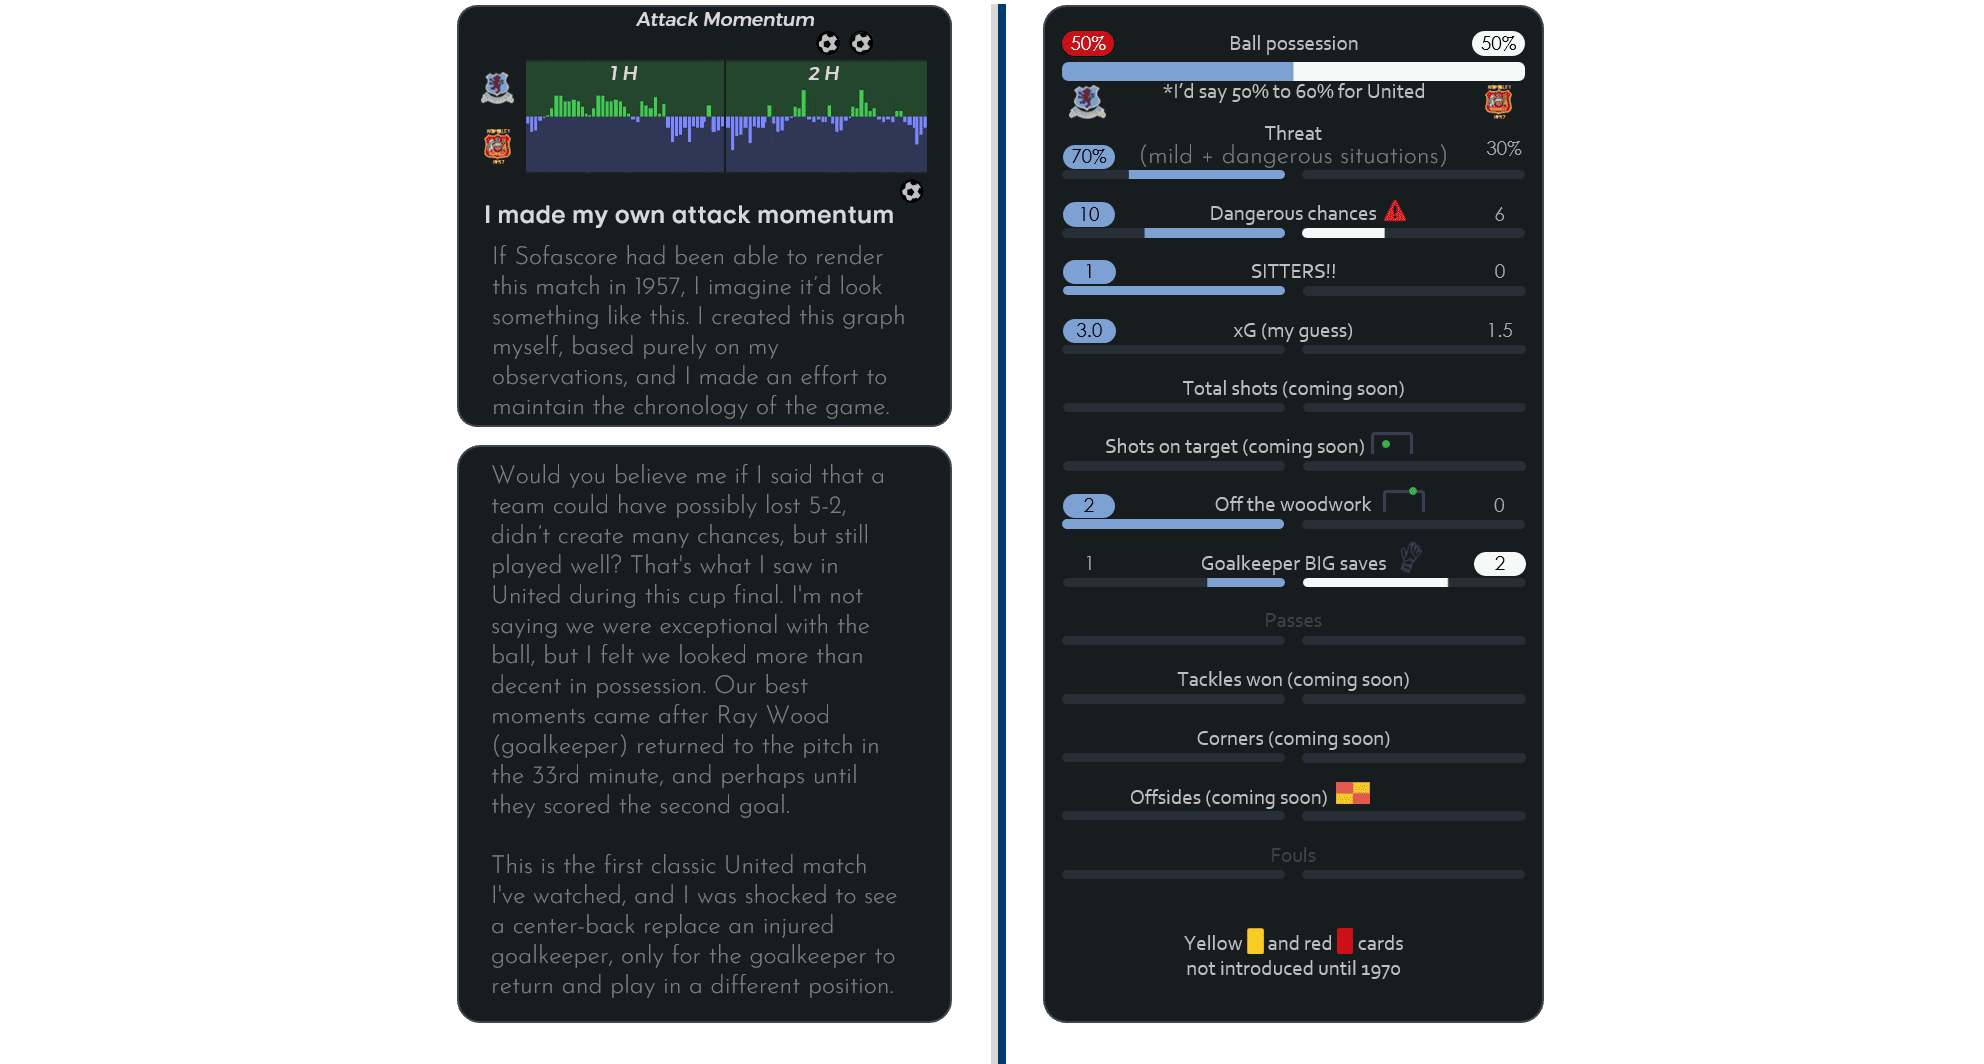 Attack Momentum
1 H
2 H
WEMBLEY
1957
I made my own attack momentum
If Sofascore had been able to render
this match in 1957, I imagine it’d look
something like this. I created this graph
myself, based purely on my
observations, and I made an effort to
maintain the chronology of the game.
Would you believe me if I said that a
team could have possibly lost 5-2,
didn’t create many chances, but still
played well? That's what I saw in
United during this cup final. I'm not
saying we were exceptional with the
ball, but I felt we looked more than
decent in possession. Our best
moments came after Ray Wood
(goalkeeper) returned to the pitch in
the 33rd minute, and perhaps until
they scored the second goal.
This is the first classic United match
I've watched, and I was shocked to see
a center-back replace an injured
goalkeeper, only for the goalkeeper to
return and play in a different position.
50% Ball possession 50%
*I’d say 50% to 60% for United
WEMBLEY
1957
Threat
70% (mild + dangerous situations) 30%
10 Dangerous chances 6
1 SITTERS!! 0
3.0 xG (my guess) 1.5
Total shots (coming soon)
Shots on target (coming soon)
2 Off the woodwork 0
1 Goalkeeper BIG saves 2
Passes
Tackles won (coming soon)
Corners (coming soon)
Offsides (coming soon)
Fouls
Yellow and red cards
not introduced until 1970